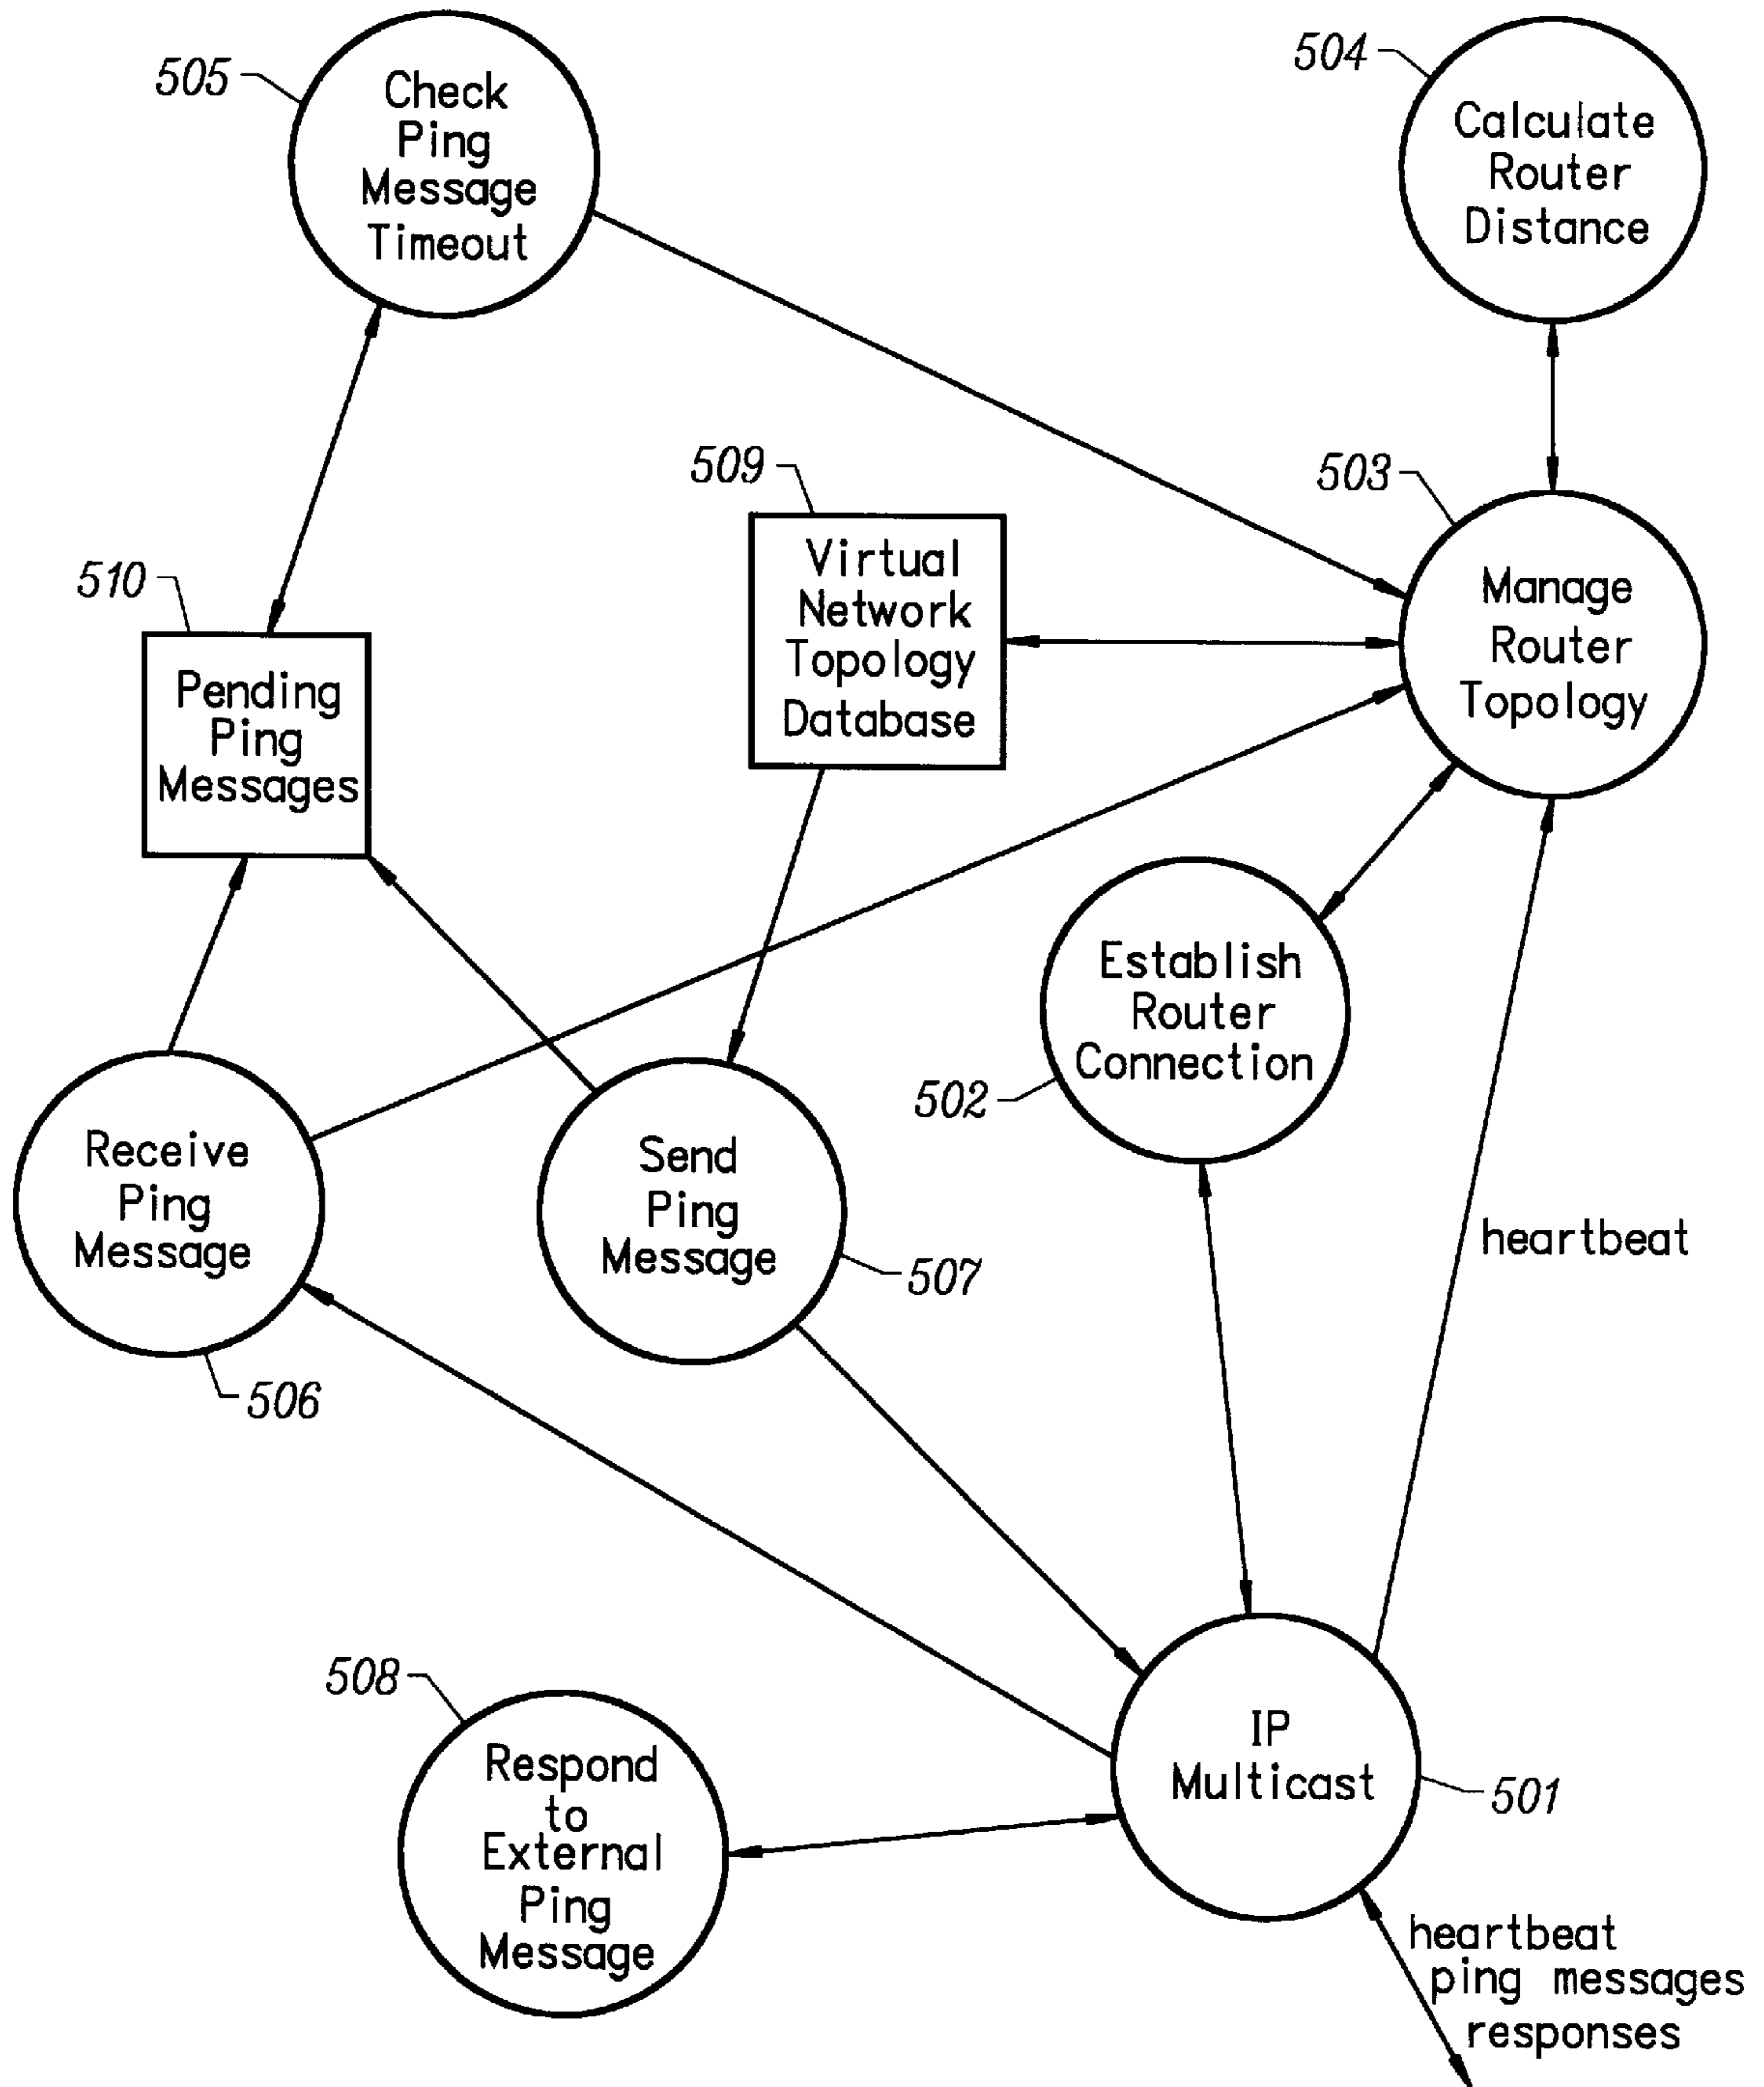 505
Check
Ping
Message
Timeout
504
Calculate
Router
Distance
509
Virtual
Network
Topology
Database
503
Manage
Router
Topology
510
Pending
Ping
Messages
Establish
Router
Connection
502
Receive
Ping
Message
506
Send
Ping
Message
507
heartbeat
508
Respond
to
External
Ping
Message
IP
Multicast
501
heartbeat
ping messages
responses